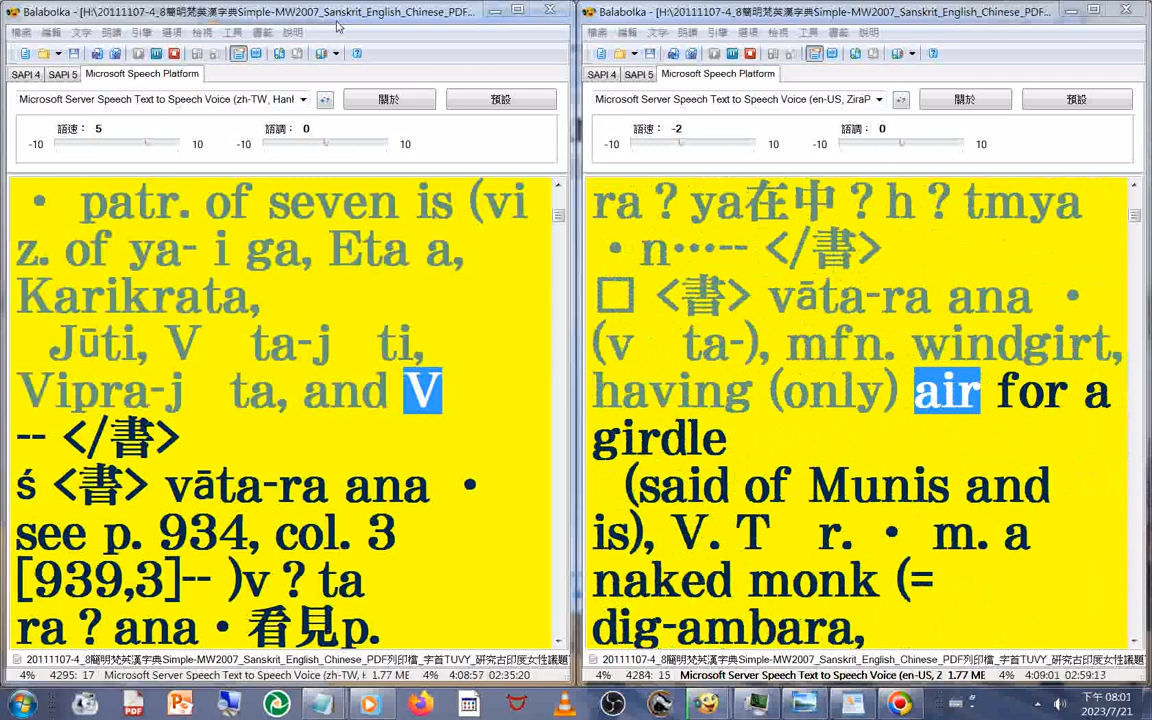 Balabolka - [H:\20111107-4_8簡明梵英漢字典Simple-MW2007_Sanskrit_English_Chinese_PDF...
檔案 編輯 文字 朗讀 引擎 選項 檢視 工具 書籤 說明
SAPI 4 SAPI 5 Microsoft Speech Platform
Microsoft Server Speech Text to Speech Voice (zh-TW, Hanl 關於 預設
語速： 5 語調： 0
-10 10 -10 10
• patr. of seven is (vi
z. of ya- i ga, Eta a,
Karikrata,
Jūti, V ta-j ti,
Vipra-j ta, and V
-- </書>
ś <書> vāta-ra ana •
see p. 934, col. 3
[939,3]-- )v？ta
ra？ana•看見p.
20111107-4_8簡明梵英漢字典Simple-MW2007_Sanskrit_English_Chinese_PDF列印檔_字首TUVY_研究古印度女性議題
4% 4295: 17 Microsoft Server Speech Text to Speech Voice (zh-TW, H 1.77 ME 4% 4:08:57 02:35:20
Balabolka - [H:\20111107-4_8簡明梵英漢字典Simple-MW2007_Sanskrit_English_Chinese_PDF...
檔案 編輯 文字 朗讀 引擎 選項 檢視 工具 書籤 說明
SAPI 4 SAPI 5 Microsoft Speech Platform
Microsoft Server Speech Text to Speech Voice (en-US, ZiraP 關於 預設
語速： -2 語調： 0
-10 10 -10 10
ra？ya在中？h？tmya
• n…-- </書>
□ <書> vāta-ra ana •
(v ta-), mfn. windgirt,
having (only) air for a
girdle
(said of Munis and
is), V. T r. • m. a
naked monk (=
dig-ambara,
20111107-4_8簡明梵英漢字典Simple-MW2007_Sanskrit_English_Chinese_PDF列印檔_字首TUVY_研究古印度女性議題
4% 4284: 15 Microsoft Server Speech Text to Speech Voice (en-US, Z 1.77 ME 4% 4:09:01 02:59:13
下午 08:01
2023/7/21